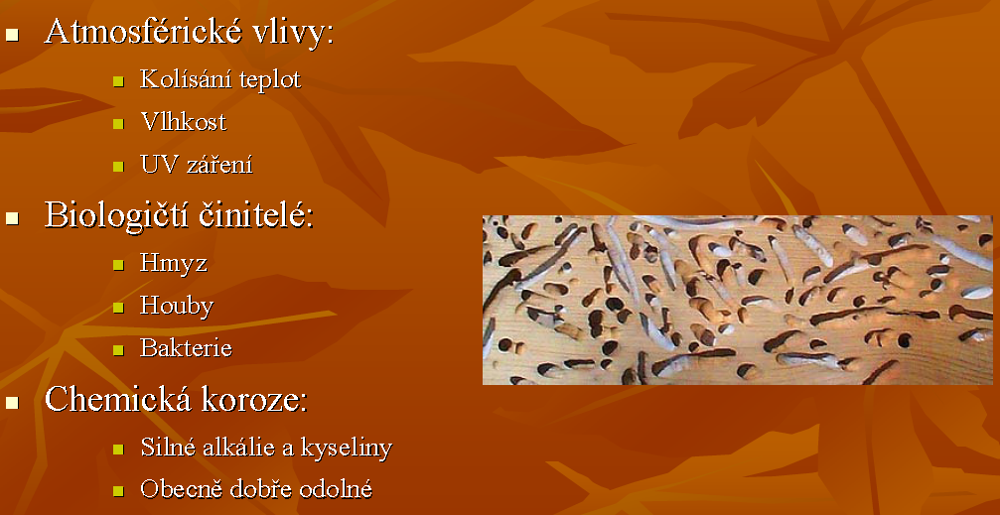 Atmosférické vlivy:
Kolísání teplot
Vlhkost
UV záření
Biologičtí činitelé:
Hmyz
Houby
Bakterie
Chemická koroze:
Silné alkálie a kyseliny
Obecně dobře odolné